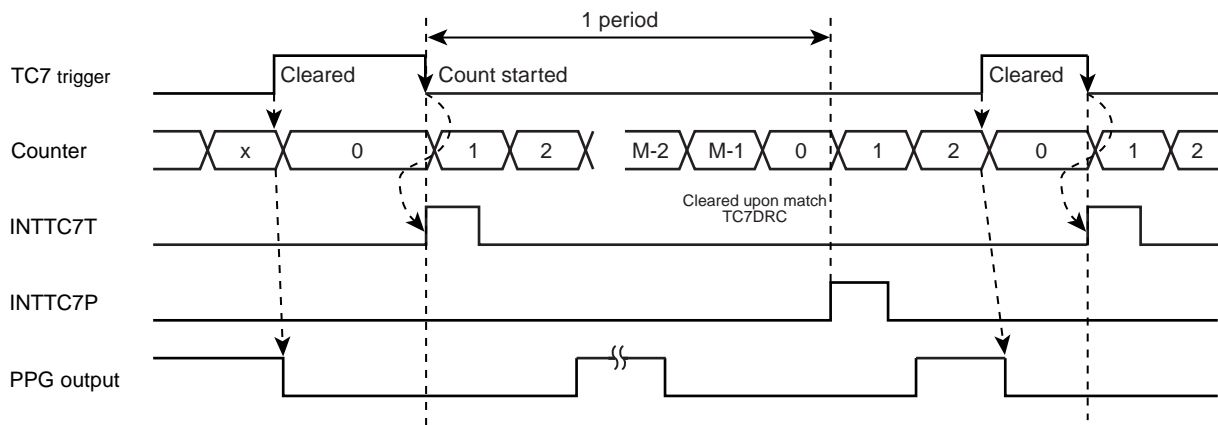 1 period
TC7 trigger
Cleared
Count started
Cleared
Counter
x
0
1
2
M-2
M-1
0
1
2
0
1
2
Cleared upon match
TC7DRC
INTTC7T
INTTC7P
PPG output